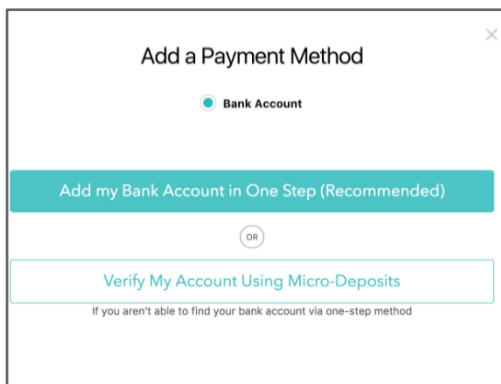 Add a Payment Method
Bank Account
Add my Bank Account in One Step (Recommended)
OR
Verify My Account Using Micro-Deposits
If you aren't able to find your bank account via one-step method